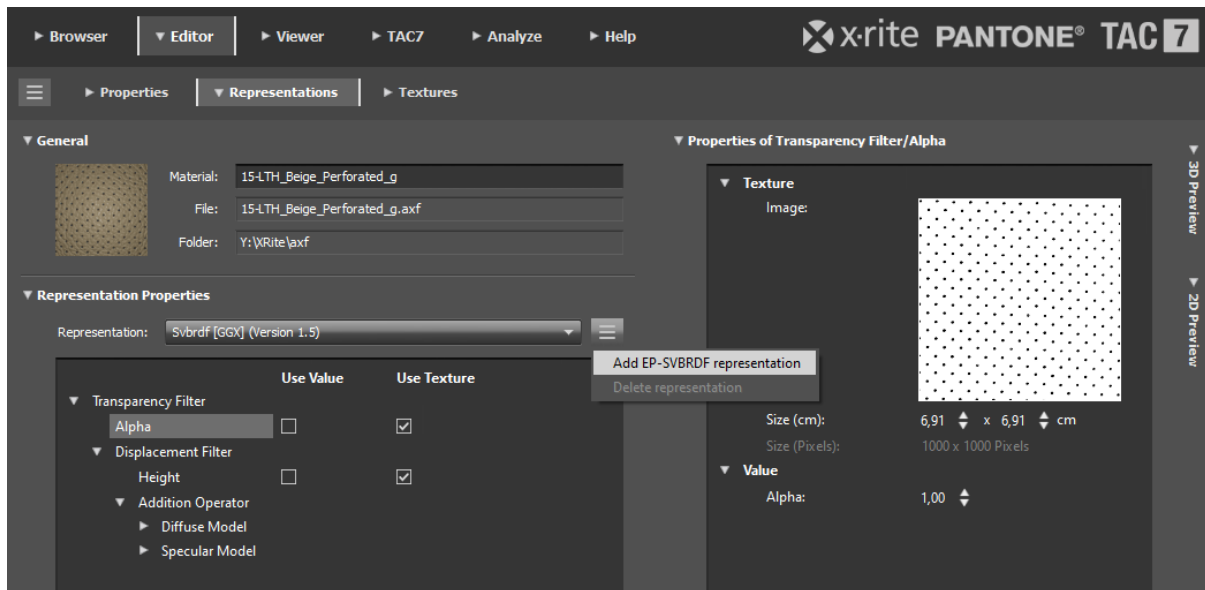 Browser Editor Viewer TAC7 Analyze Help x·rite PANTONE® TAC 7
Properties Representations Textures
General
Material: 15-LTH_Beige_Perforated_g
File: 15-LTH_Beige_Perforated_g.axf
Folder: Y:\XRite\axf
Representation Properties
Representation: Svbrdf [GGX] (Version 1.5)
Add EP-SVBRDF representation
Delete representation
Use Value Use Texture
Transparency Filter
Alpha
Displacement Filter
Height
Addition Operator
Diffuse Model
Specular Model
Properties of Transparency Filter/Alpha
Texture
Image:
Size (cm): 6,91 x 6,91 cm
Size (Pixels): 1000 x 1000 Pixels
Value
Alpha: 1,00
3D Preview
2D Preview